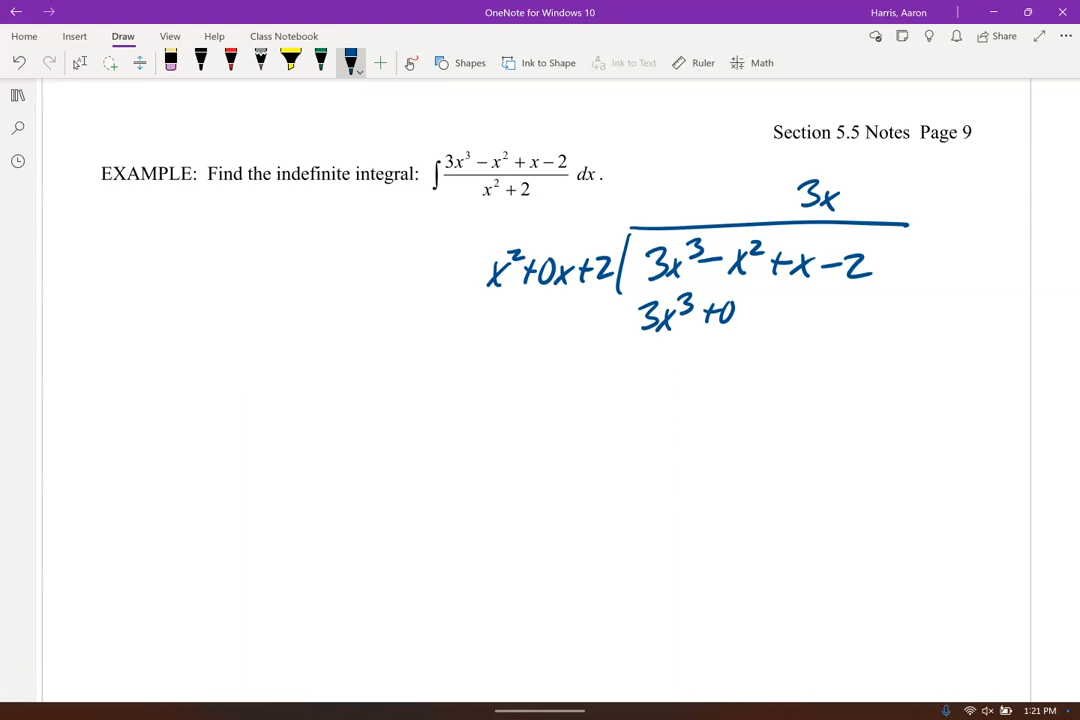 OneNote for Windows 10
Harris, Aaron
Home Insert Draw View Help Class Notebook
Share
Shapes Ink to Shape Ink to Text Ruler Math
Section 5.5 Notes Page 9
EXAMPLE: Find the indefinite integral: ∫ (3x³ − x² + x − 2)/(x² + 2) dx.
3x
x²+0x+2 ( 3x³ − x² + x − 2
3x³ +0
1:21 PM